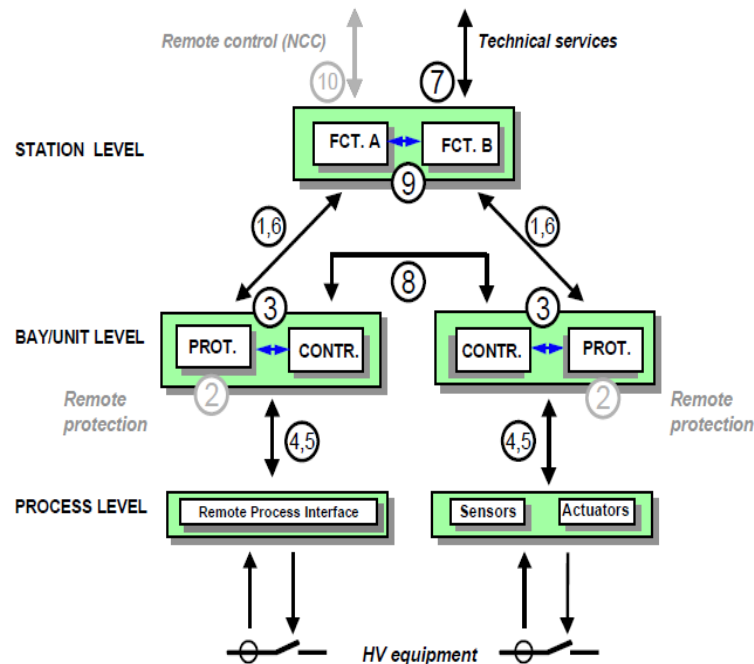 Remote control (NCC)
Technical services
10
7
STATION LEVEL
FCT. A
FCT. B
9
1,6
1,6
8
3
3
BAY/UNIT LEVEL
PROT.
CONTR.
CONTR.
PROT.
2
2
Remote
protection
Remote
protection
4,5
4,5
PROCESS LEVEL
Remote Process Interface
Sensors
Actuators
HV equipment